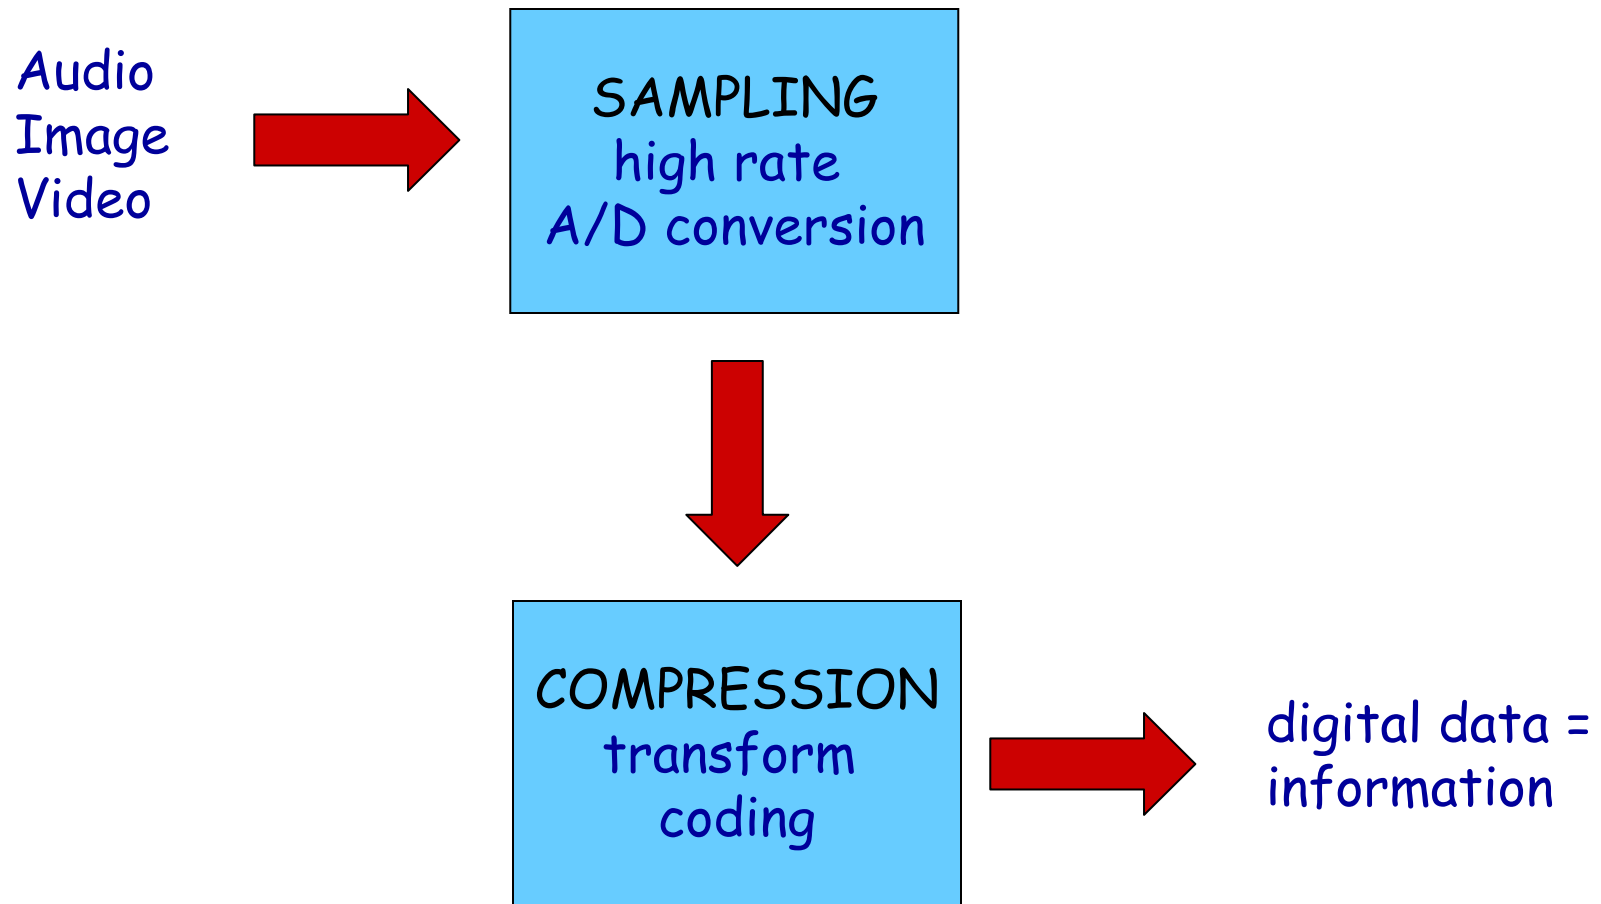 Audio
Image
Video
SAMPLING
high rate
A/D conversion
COMPRESSION
transform
coding
digital data =
information